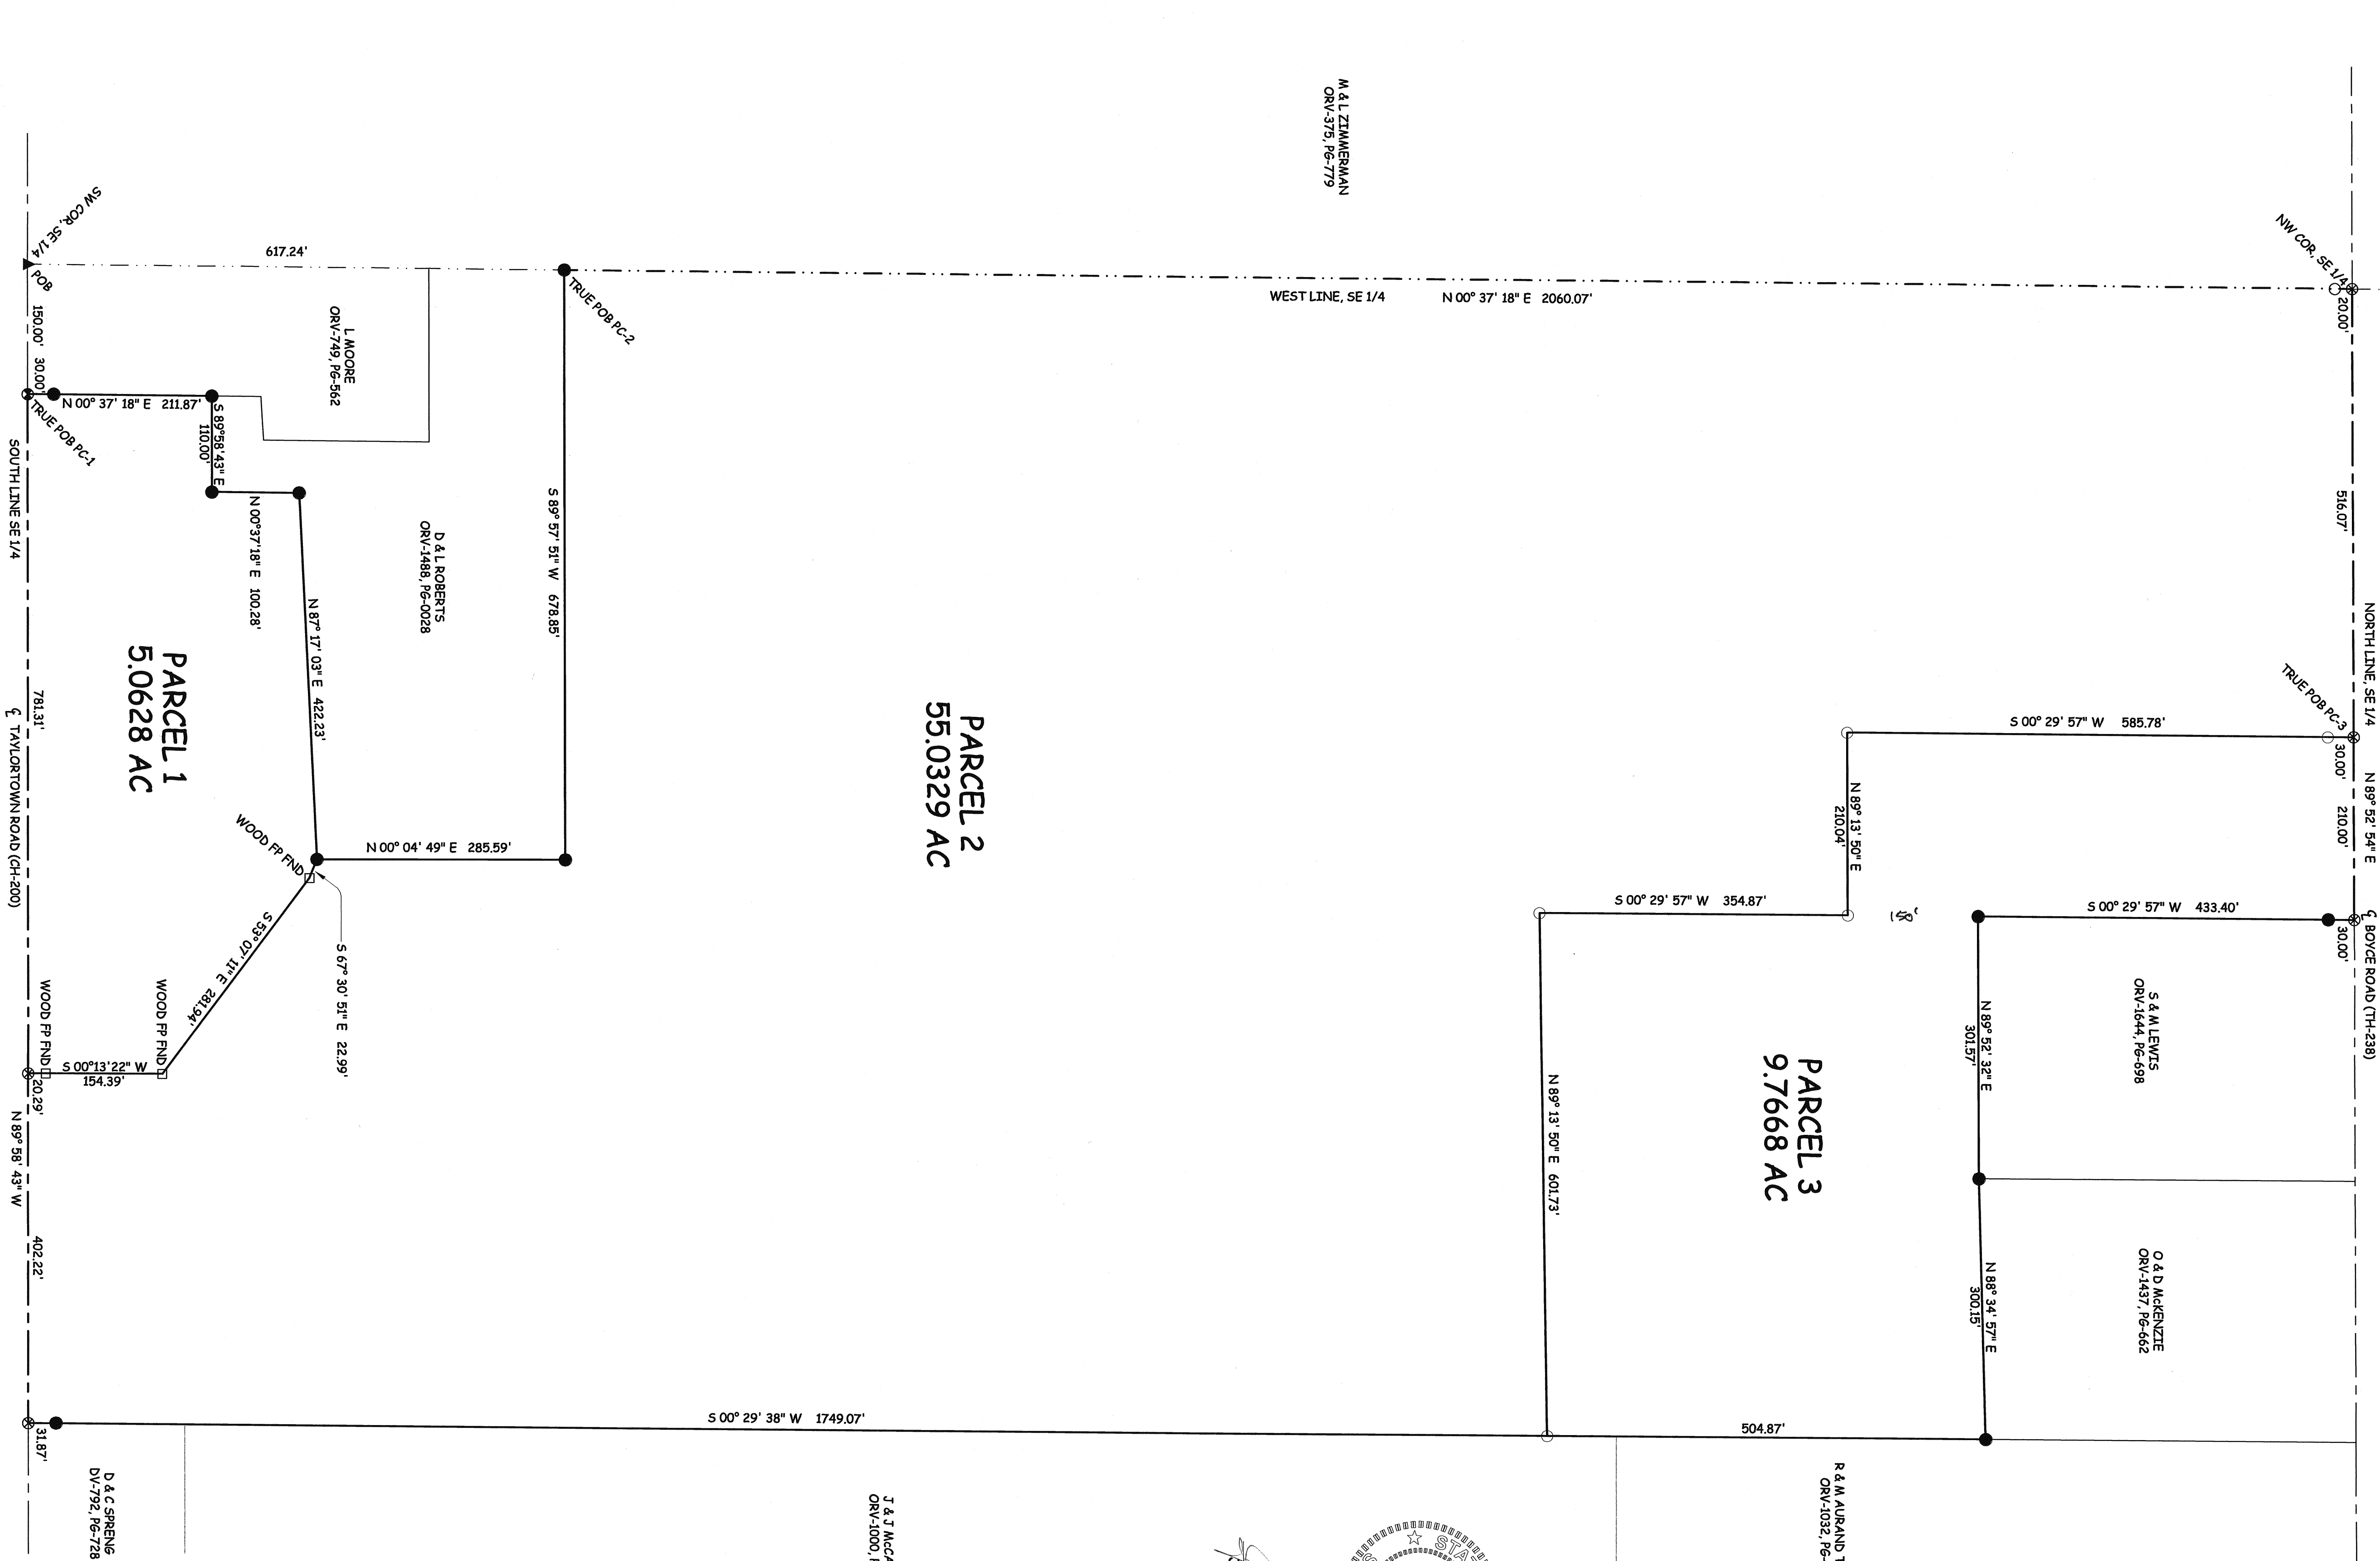 M & L ZIMMERMAN
ORV-375, PG-779
NW COR, SE 1/4
20.00'
SW COR, SE 1/4
POB
617.24'
WEST LINE, SE 1/4 N 00° 37' 18" E 2060.07'
TRUE POB PC-2
150.00' 30.00'
TRUE POB PC-1
N 00° 37' 18" E 211.87'
L MOORE
ORV-749, PG-562
S 89°58'43" E
110.00'
N 00°37'18" E 100.28'
D & L ROBERTS
ORV-1488, PG-0028
S 89° 57' 51" W 678.85'
516.07'
NORTH LINE, SE 1/4
TRUE POB PC-3
S 00° 29' 57" W 585.78'
30.00'
N 89° 52' 54" E
210.00'
N 89° 13' 50" E
210.04'
SOUTH LINE SE 1/4
781.31'
℄ TAYLORTOWN ROAD (CH-200)
PARCEL 1
5.0628 AC
N 87° 17' 03" E 422.23'
WOOD FP FND
N 00° 04' 49" E 285.59'
PARCEL 2
55.0329 AC
S 00° 29' 57" W 354.87'
150'
S 00° 29' 57" W 433.40'
30.00'
℄ BOYCE ROAD (TH-238)
S 67° 30' 51" E 22.99'
S 53° 07' 11" E 281.94'
WOOD FP FND
WOOD FP FND
S 00°13'22" W
154.39'
20.29'
N 89° 58' 43" W
402.22'
N 89° 52' 32" E
301.57'
S & M LEWIS
ORV-1644, PG-698
PARCEL 3
9.7668 AC
N 89° 13' 50" E 601.73'
N 88° 34' 57" E
300.15'
O & D McKENZIE
ORV-1437, PG-662
S 00° 29' 38" W 1749.07'
504.87'
31.87'
D & C SPRENG
DV-792, PG-728
J & J McCA
ORV-1000, P
R & M AURAND T
ORV-1032, PG-
STA